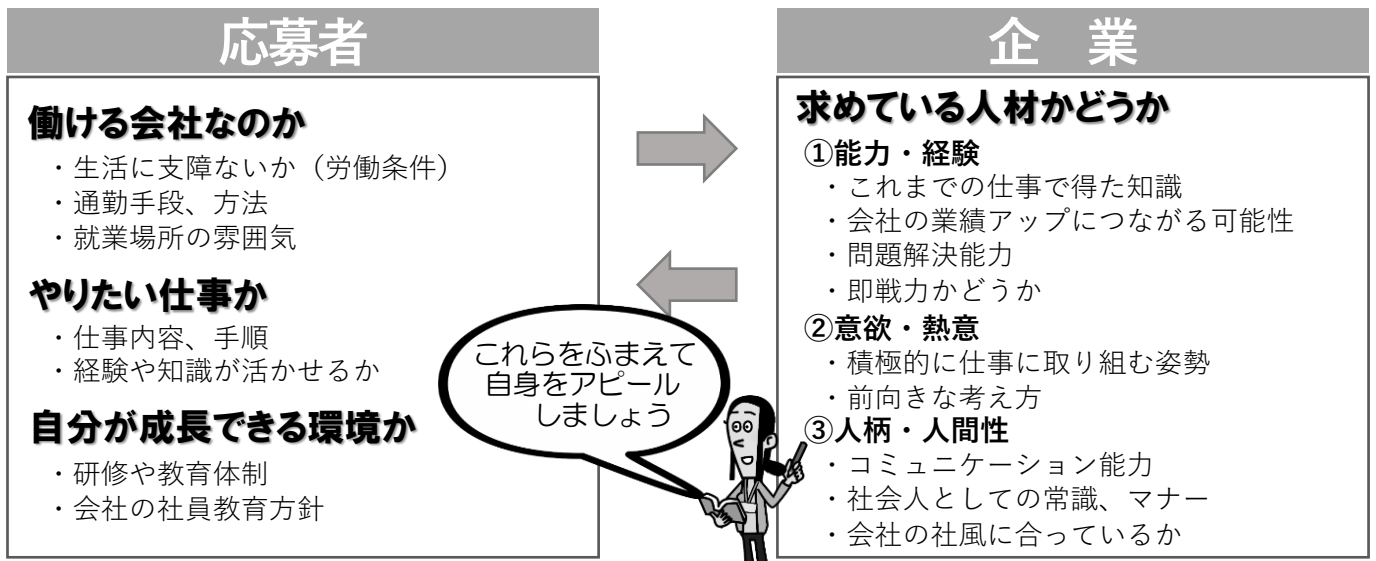 応募者
働ける会社なのか
・生活に支障ないか（労働条件）
・通勤手段、方法
・就業場所の雰囲気
やりたい仕事か
・仕事内容、手順
・経験や知識が活かせるか
自分が成長できる環境か
・研修や教育体制
・会社の社員教育方針
これらをふまえて
自身をアピール
しましょう
企　業
求めている人材かどうか
①能力・経験
・これまでの仕事で得た知識
・会社の業績アップにつながる可能性
・問題解決能力
・即戦力かどうか
②意欲・熱意
・積極的に仕事に取り組む姿勢
・前向きな考え方
③人柄・人間性
・コミュニケーション能力
・社会人としての常識、マナー
・会社の社風に合っているか